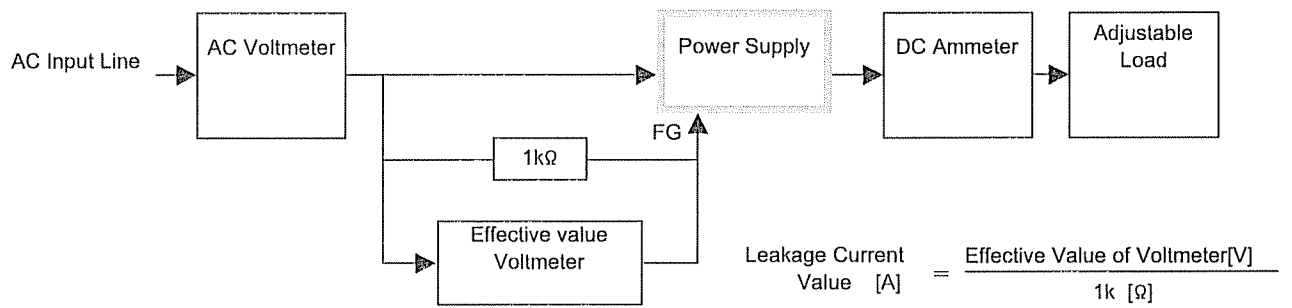 AC Input Line
AC Voltmeter
Power Supply
DC Ammeter
Adjustable
Load
FG
1kΩ
Effective value
Voltmeter
Leakage Current
Value [A]
=
Effective Value of Voltmeter[V]
1k [Ω]